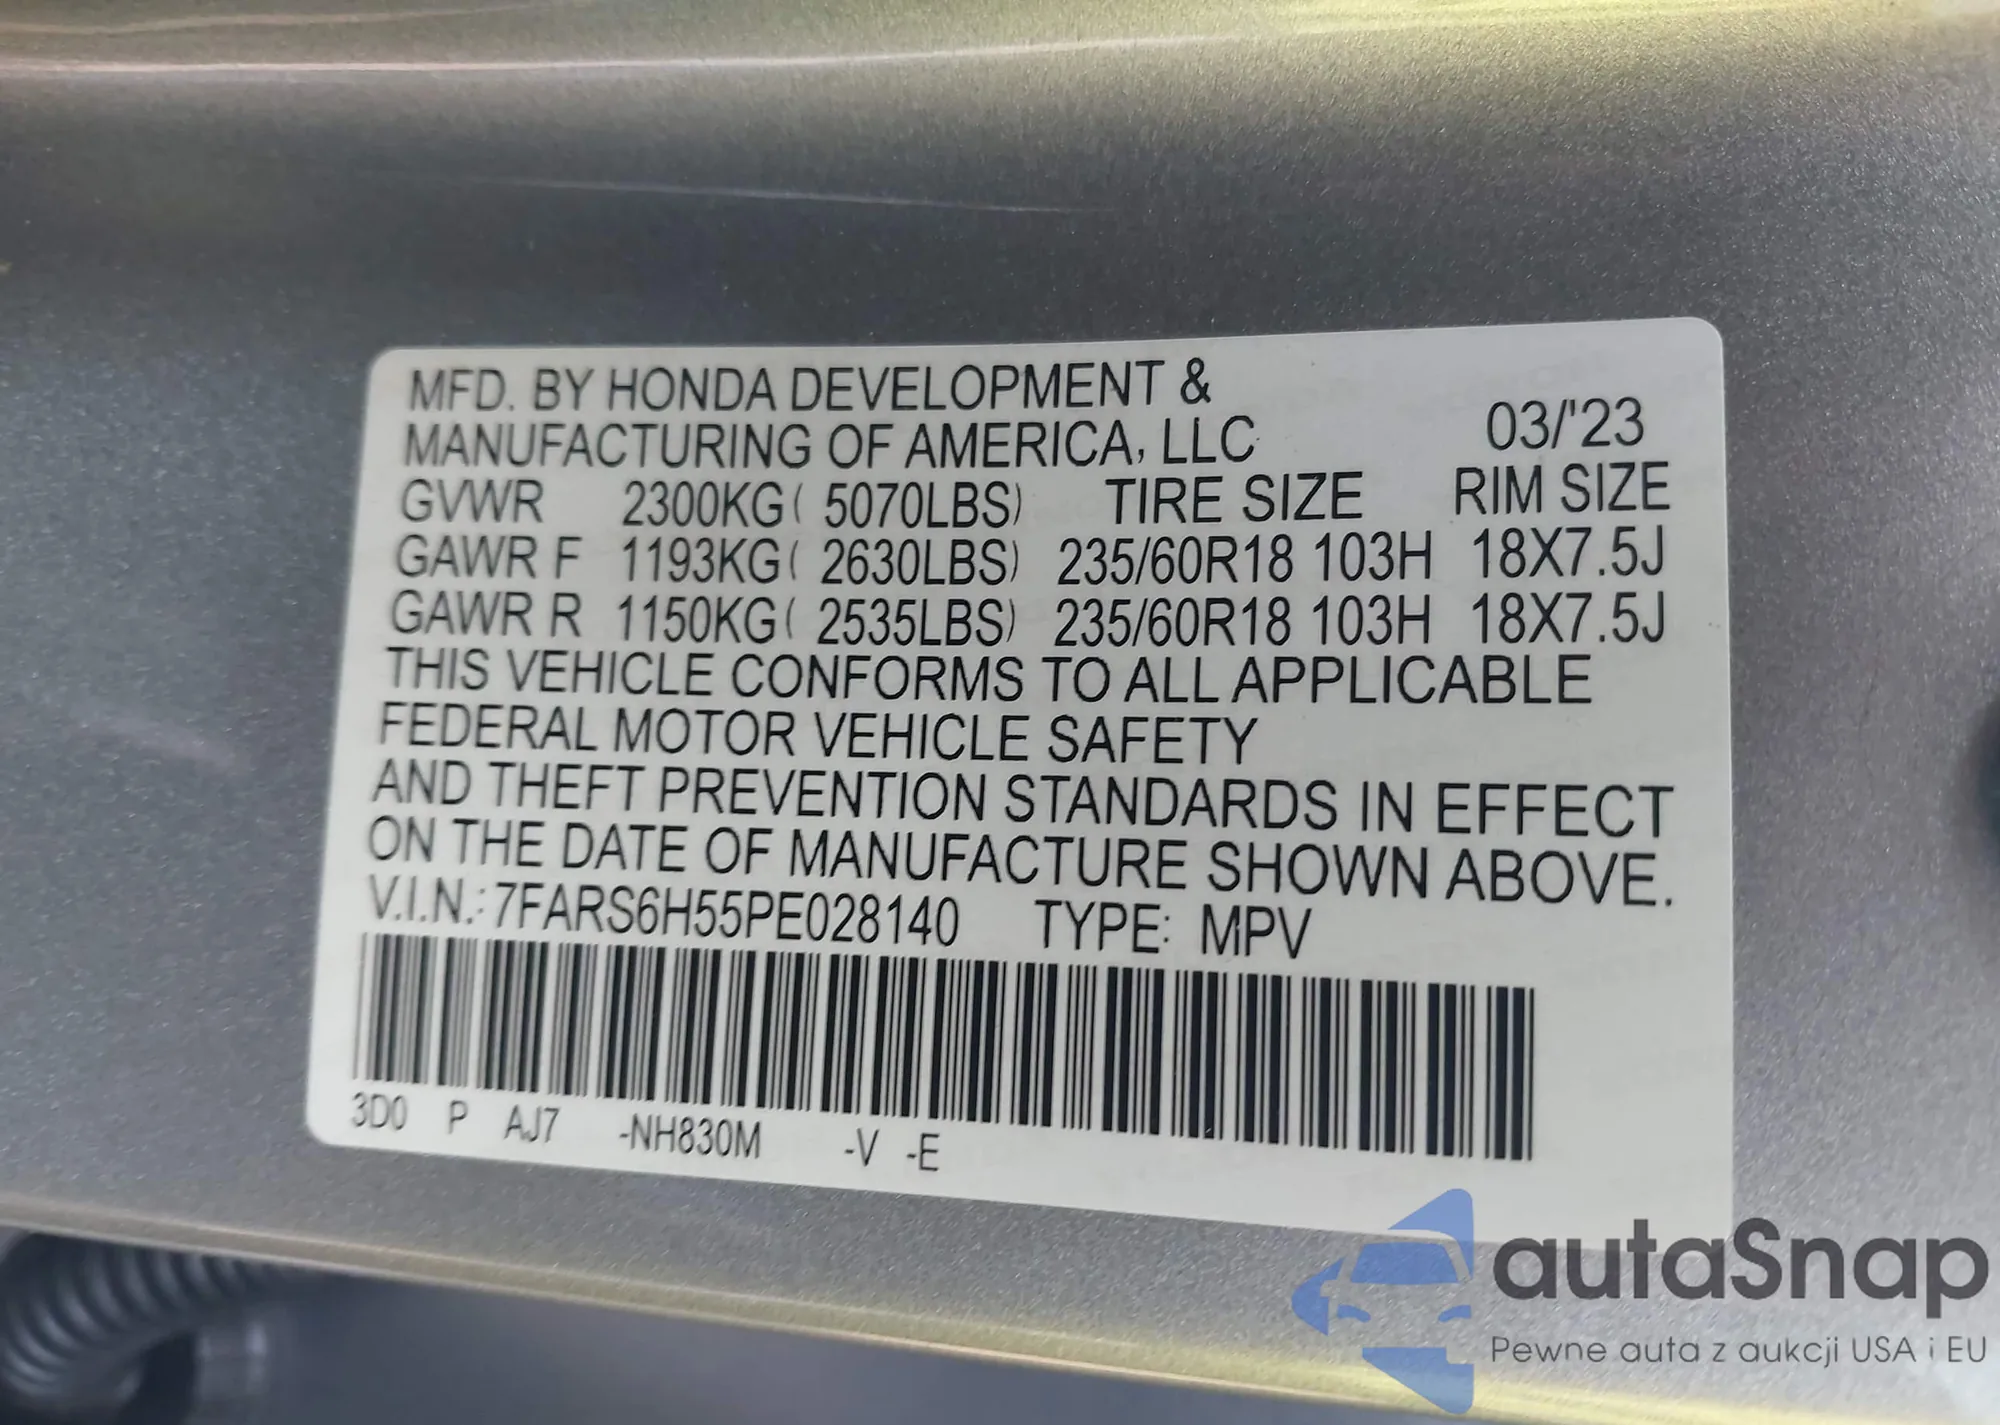 MFD. BY HONDA DEVELOPMENT &
MANUFACTURING OF AMERICA, LLC 03/'23
GVWR 2300KG( 5070LBS) TIRE SIZE RIM SIZE
GAWR F 1193KG( 2630LBS) 235/60R18 103H 18X7.5J
GAWR R 1150KG( 2535LBS) 235/60R18 103H 18X7.5J
THIS VEHICLE CONFORMS TO ALL APPLICABLE
FEDERAL MOTOR VEHICLE SAFETY
AND THEFT PREVENTION STANDARDS IN EFFECT
ON THE DATE OF MANUFACTURE SHOWN ABOVE.
V.I.N.: 7FARS6H55PE028140 TYPE: MPV
3D0 P AJ7 -NH830M -V -E
autaSnap
Pewne auta z aukcji USA i EU